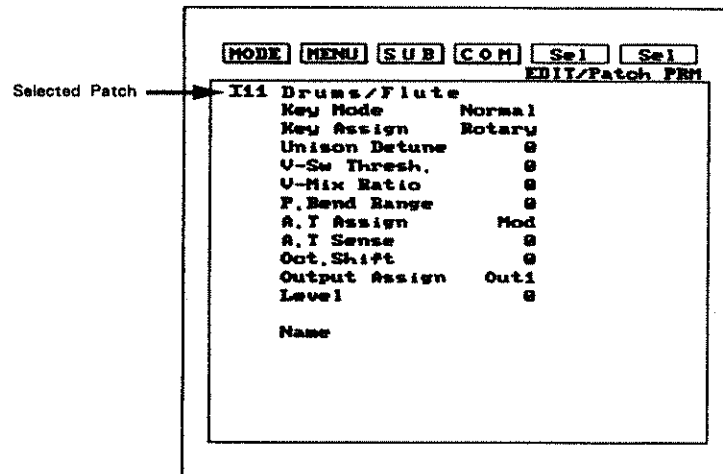 MODE MENU SUB COM Sel Sel
EDIT/Patch PRM
Selected Patch
I11 Drums/Flute
Key Mode Normal
Key Assign Rotary
Unison Detune 0
V-Sw Thresh. 0
V-Mix Ratio 0
P.Bend Range 0
A.T Assign Mod
A.T Sense 0
Oct.Shift 0
Output Assign Out1
Level 0
Name